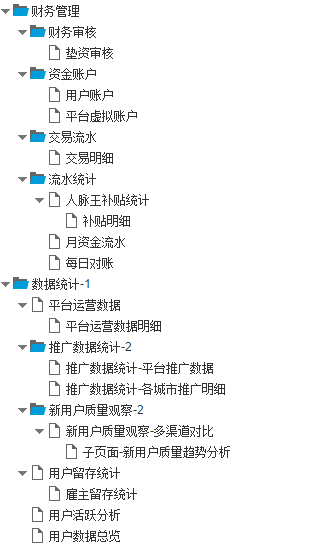 财务管理
财务审核
垫资审核
资金账户
用户账户
平台虚拟账户
交易流水
交易明细
流水统计
人脉王补贴统计
补贴明细
月资金流水
每日对账
数据统计-1
平台运营数据
平台运营数据明细
推广数据统计-2
推广数据统计-平台推广数据
推广数据统计-各城市推广明细
新用户质量观察-2
新用户质量观察-多渠道对比
子页面-新用户质量趋势分析
用户留存统计
雇主留存统计
用户活跃分析
用户数据总览